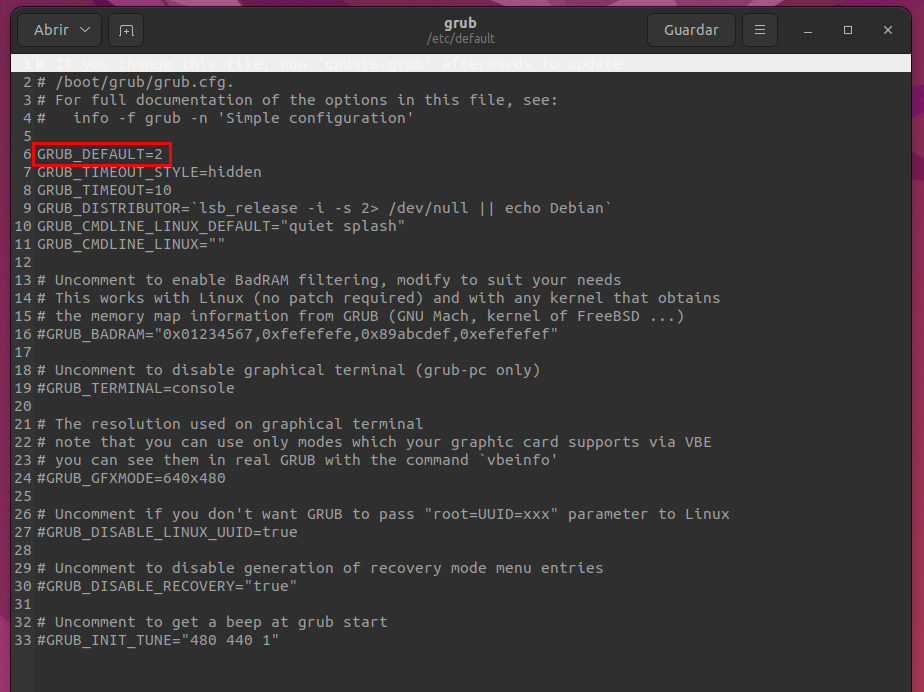 Abrir
grub
/etc/default
Guardar
1 # If you change this file, run 'update-grub' afterwards to update
2 # /boot/grub/grub.cfg.
3 # For full documentation of the options in this file, see:
4 #   info -f grub -n 'Simple configuration'
5
6 GRUB_DEFAULT=2
7 GRUB_TIMEOUT_STYLE=hidden
8 GRUB_TIMEOUT=10
9 GRUB_DISTRIBUTOR=`lsb_release -i -s 2> /dev/null || echo Debian`
10 GRUB_CMDLINE_LINUX_DEFAULT="quiet splash"
11 GRUB_CMDLINE_LINUX=""
12
13 # Uncomment to enable BadRAM filtering, modify to suit your needs
14 # This works with Linux (no patch required) and with any kernel that obtains
15 # the memory map information from GRUB (GNU Mach, kernel of FreeBSD ...)
16 #GRUB_BADRAM="0x01234567,0xfefefefe,0x89abcdef,0xefefefef"
17
18 # Uncomment to disable graphical terminal (grub-pc only)
19 #GRUB_TERMINAL=console
20
21 # The resolution used on graphical terminal
22 # note that you can use only modes which your graphic card supports via VBE
23 # you can see them in real GRUB with the command `vbeinfo'
24 #GRUB_GFXMODE=640x480
25
26 # Uncomment if you don't want GRUB to pass "root=UUID=xxx" parameter to Linux
27 #GRUB_DISABLE_LINUX_UUID=true
28
29 # Uncomment to disable generation of recovery mode menu entries
30 #GRUB_DISABLE_RECOVERY="true"
31
32 # Uncomment to get a beep at grub start
33 #GRUB_INIT_TUNE="480 440 1"